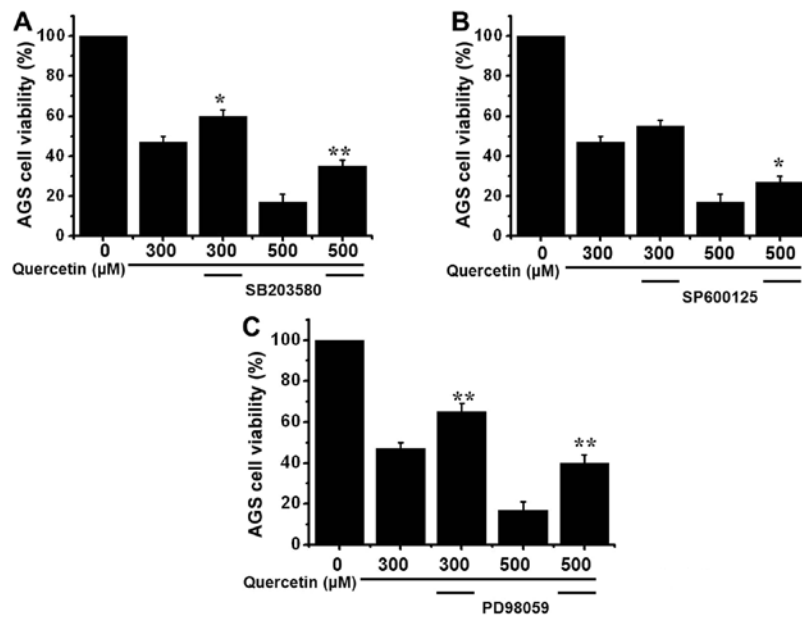 A
AGS cell viability (%)
100
80
60
40
20
0
*
**
0 300 300 500 500
Quercetin (µM)
SB203580
B
AGS cell viability (%)
100
80
60
40
20
0
*
0 300 300 500 500
Quercetin (µM)
SP600125
C
AGS cell viability (%)
100
80
60
40
20
0
**
**
0 300 300 500 500
Quercetin (µM)
PD98059